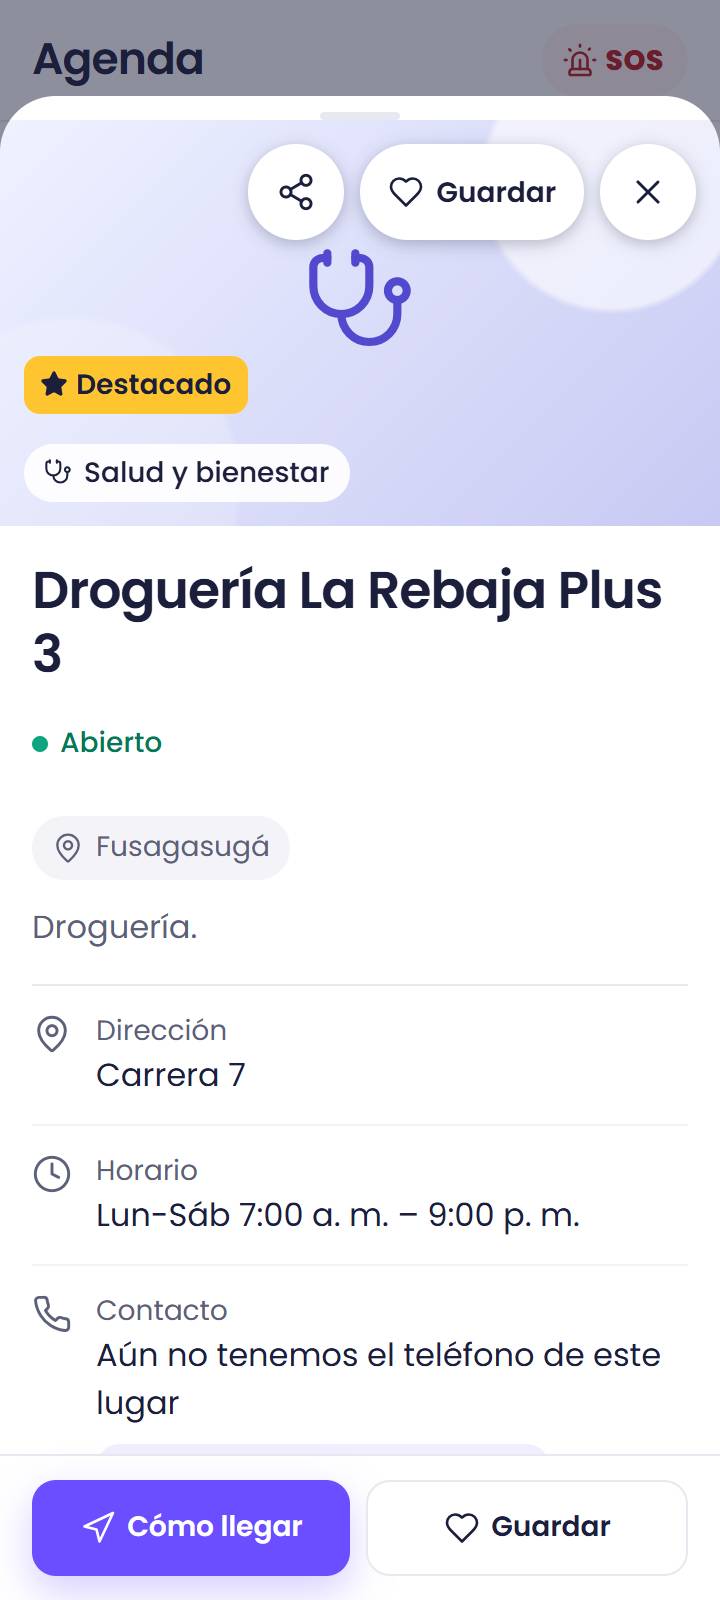 Agenda
SOS
Guardar
Destacado
Salud y bienestar
Droguería La Rebaja Plus
3
Abierto
Fusagasugá
Droguería.
Dirección
Carrera 7
Horario
Lun-Sáb 7:00 a. m. – 9:00 p. m.
Contacto
Aún no tenemos el teléfono de este
lugar
Cómo llegar
Guardar